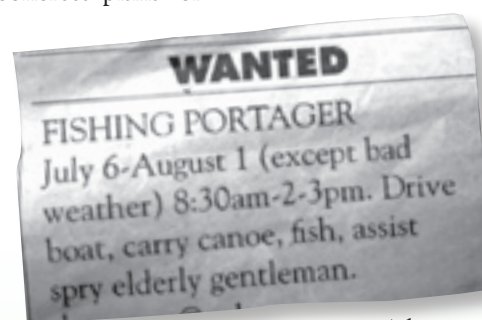 WANTED
FISHING PORTAGER
July 6-August 1 (except bad
weather) 8:30am-2-3pm. Drive
boat, carry canoe, fish, assist
spry elderly gentleman.